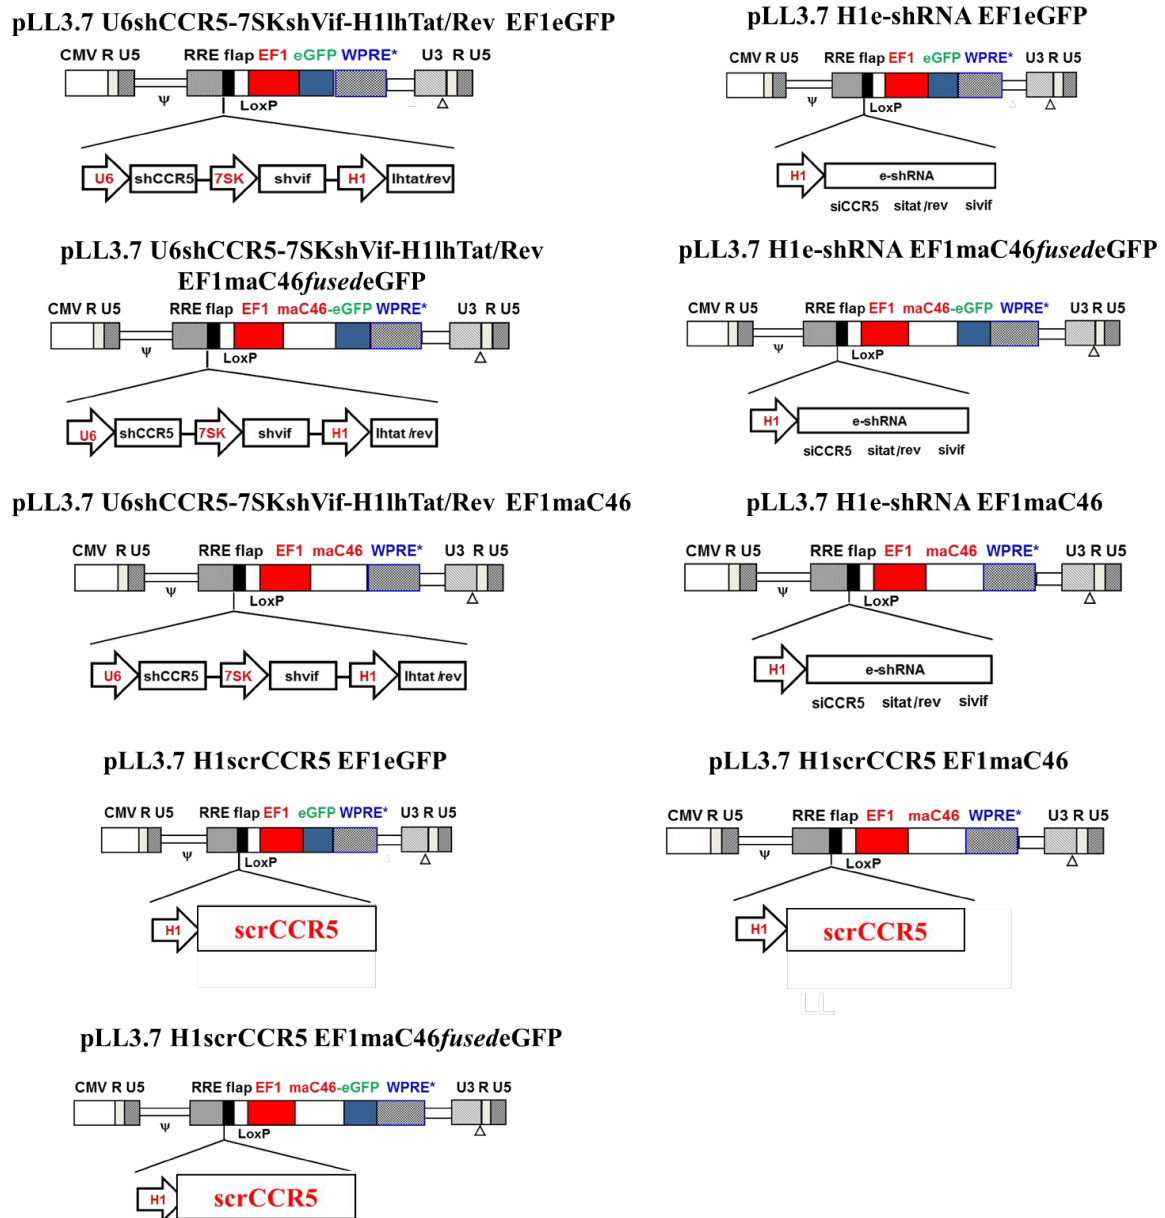 pLL3.7 U6shCCR5-7SKshVif-H1lhTat/Rev EF1eGFP
CMV R U5 RRE flap EF1 eGFP WPRE* U3 R U5
Ψ LoxP Δ Δ
U6 shCCR5 7SK shvif H1 lhtat/rev
pLL3.7 H1e-shRNA EF1eGFP
CMV R U5 RRE flap EF1 eGFP WPRE* U3 R U5
Ψ LoxP Δ Δ
H1 e-shRNA
siCCR5 sitat/rev sivif
pLL3.7 U6shCCR5-7SKshVif-H1lhTat/Rev
EF1maC46fusedeGFP
CMV R U5 RRE flap EF1 maC46-eGFP WPRE* U3 R U5
Ψ LoxP Δ
U6 shCCR5 7SK shvif H1 lhtat/rev
pLL3.7 H1e-shRNA EF1maC46fusedeGFP
CMV R U5 RRE flap EF1 maC46-eGFP WPRE* U3 R U5
Ψ LoxP Δ
H1 e-shRNA
siCCR5 sitat/rev sivif
pLL3.7 U6shCCR5-7SKshVif-H1lhTat/Rev EF1maC46
CMV R U5 RRE flap EF1 maC46 WPRE* U3 R U5
Ψ LoxP Δ
U6 shCCR5 7SK shvif H1 lhtat/rev
pLL3.7 H1e-shRNA EF1maC46
CMV R U5 RRE flap EF1 maC46 WPRE* U3 R U5
Ψ LoxP Δ
H1 e-shRNA
siCCR5 sitat/rev sivif
pLL3.7 H1scrCCR5 EF1eGFP
CMV R U5 RRE flap EF1 eGFP WPRE* U3 R U5
Ψ LoxP Δ Δ
H1 scrCCR5
pLL3.7 H1scrCCR5 EF1maC46
CMV R U5 RRE flap EF1 maC46 WPRE* U3 R U5
Ψ LoxP Δ
H1 scrCCR5
LL
pLL3.7 H1scrCCR5 EF1maC46fusedeGFP
CMV R U5 RRE flap EF1 maC46-eGFP WPRE* U3 R U5
Ψ LoxP Δ
H1 scrCCR5